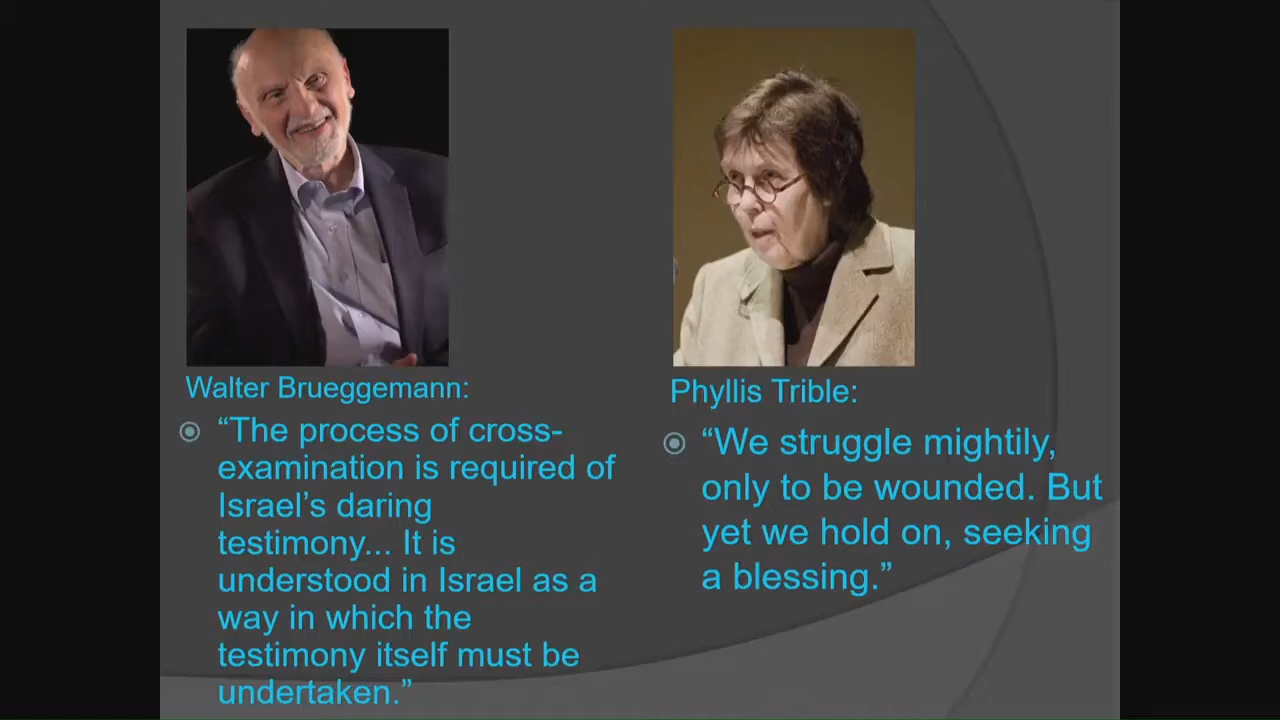 Walter Brueggemann:
“The process of cross-
examination is required of
Israel’s daring
testimony... It is
understood in Israel as a
way in which the
testimony itself must be
undertaken.”
Phyllis Trible:
“We struggle mightily,
only to be wounded. But
yet we hold on, seeking
a blessing.”